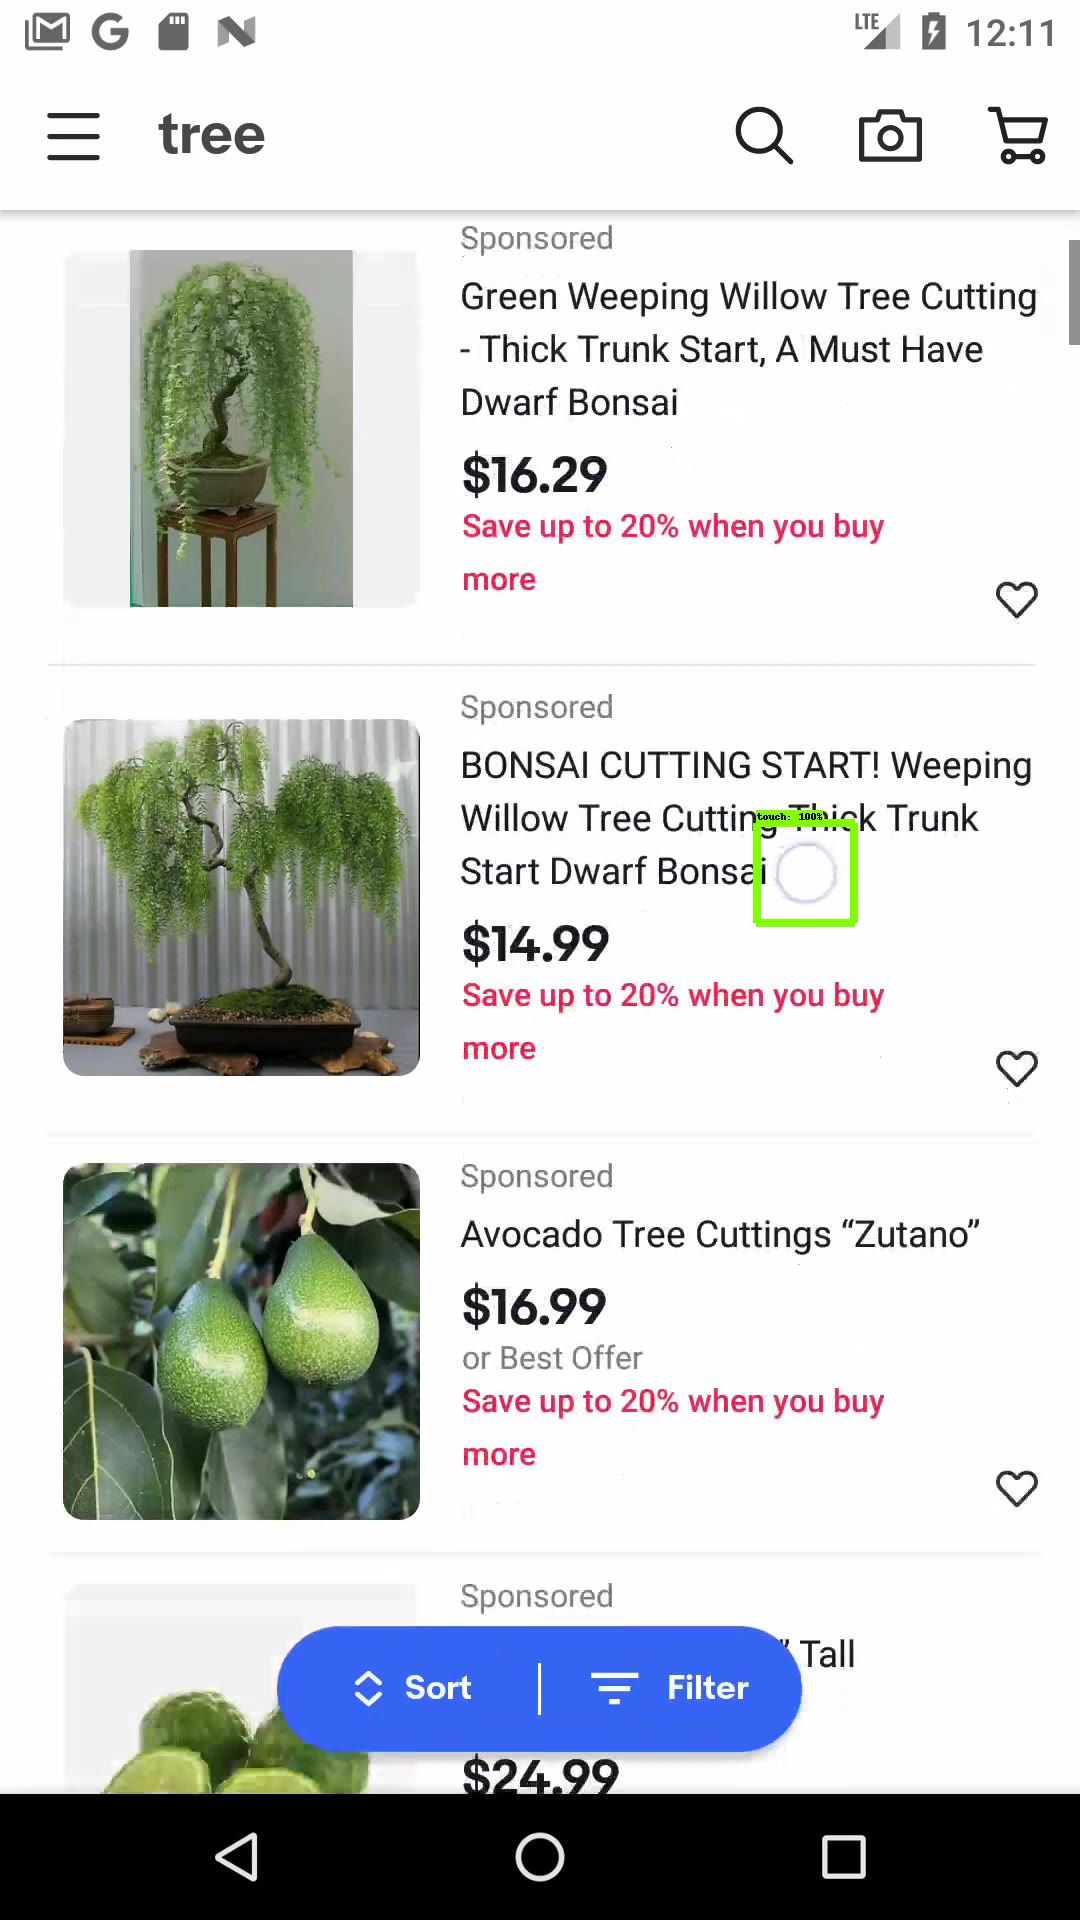 LTE 12:11
tree
Sponsored
Green Weeping Willow Tree Cutting
- Thick Trunk Start, A Must Have
Dwarf Bonsai
$16.29
Save up to 20% when you buy
more
Sponsored
BONSAI CUTTING START! Weeping
Willow Tree Cutting Thick Trunk
touch: 100%
Start Dwarf Bonsai
$14.99
Save up to 20% when you buy
more
Sponsored
Avocado Tree Cuttings “Zutano”
$16.99
or Best Offer
Save up to 20% when you buy
more
Sponsored
” Tall
Sort Filter
$24.99